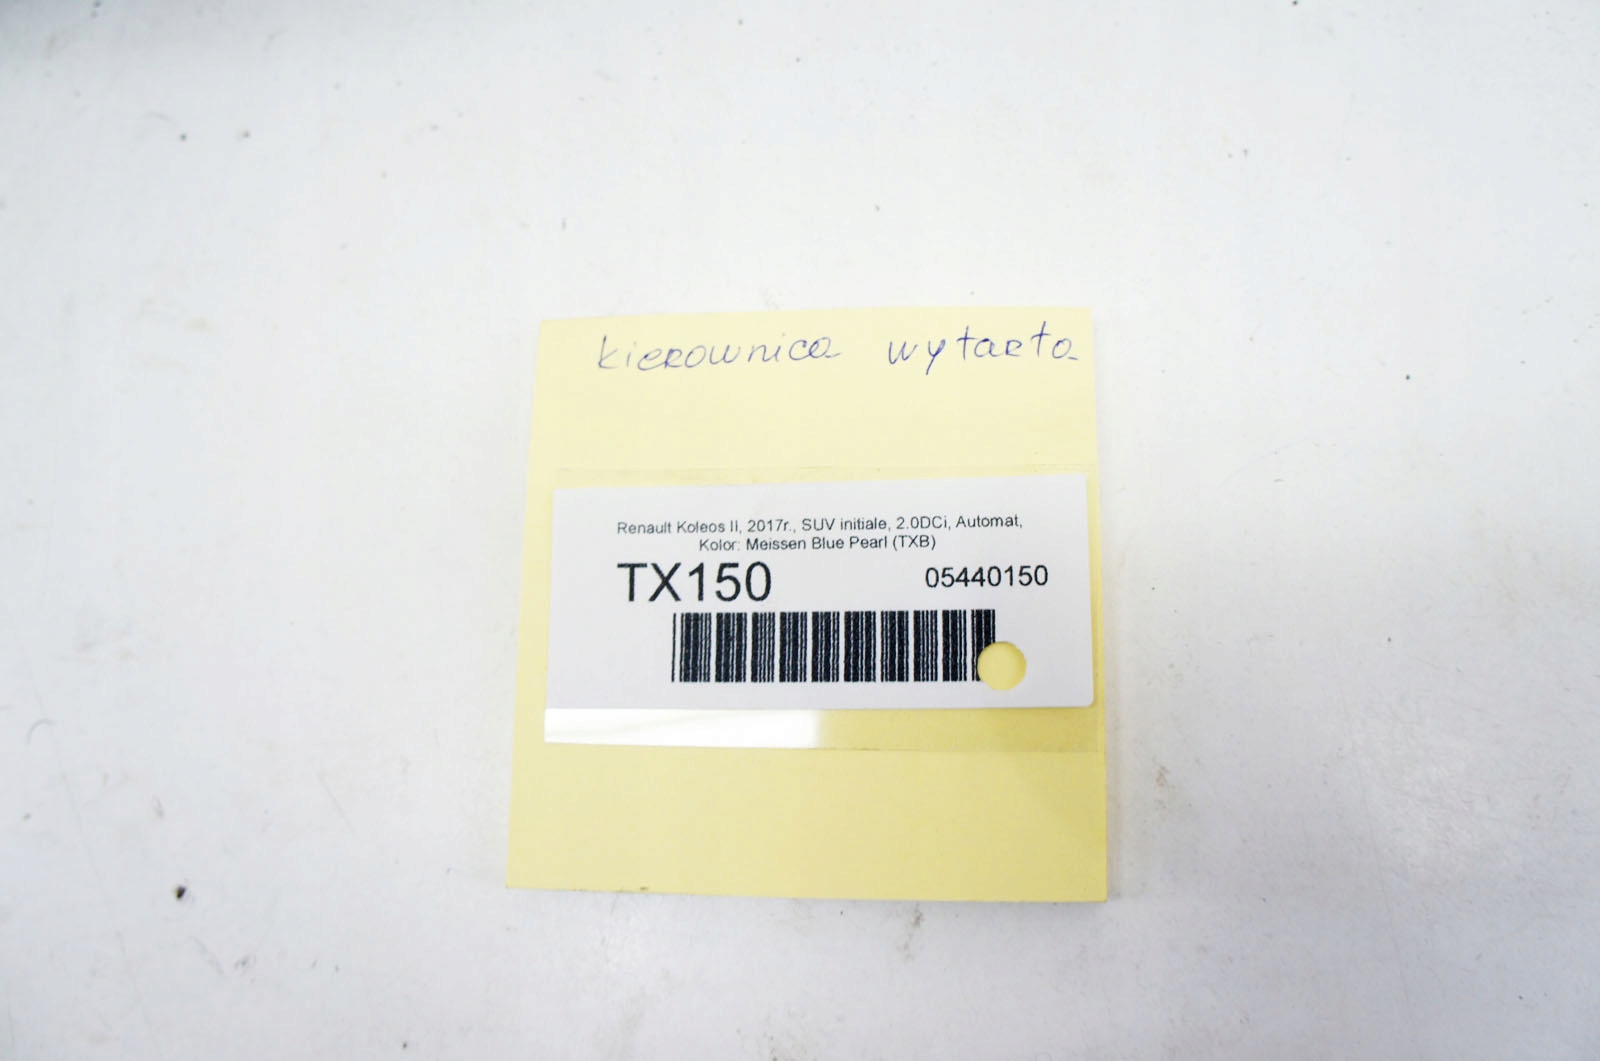 kierownica wytarta
Renault Koleos II, 2017r., SUV initiale, 2.0DCi, Automat,
Kolor: Meissen Blue Pearl (TXB)
TX150 05440150